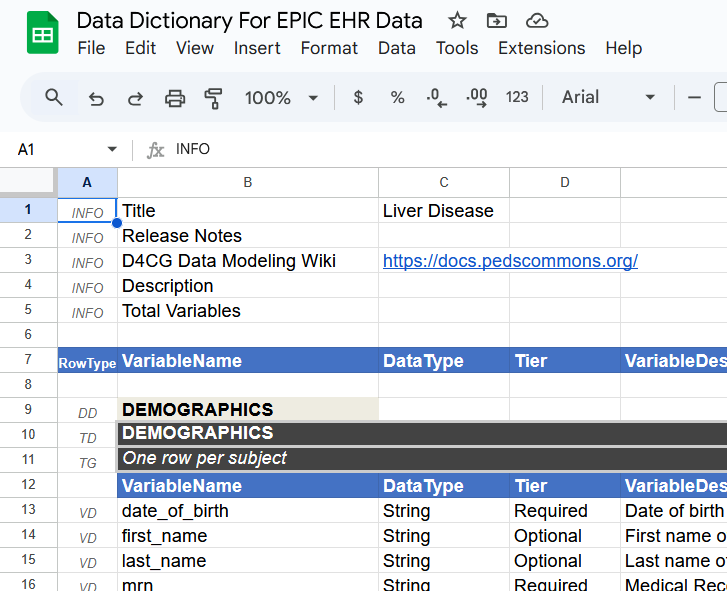 Data Dictionary For EPIC EHR Data
File Edit View Insert Format Data Tools Extensions Help
100% $ % .0 .00 123 Arial
A1 fx INFO
A B C D
1 INFO Title Liver Disease
2 INFO Release Notes
3 INFO D4CG Data Modeling Wiki https://docs.pedscommons.org/
4 INFO Description
5 INFO Total Variables
6
7 RowType VariableName DataType Tier VariableDes
8
9 DD DEMOGRAPHICS
10 TD DEMOGRAPHICS
11 TG One row per subject
12 VariableName DataType Tier VariableDes
13 VD date_of_birth String Required Date of birth
14 VD first_name String Optional First name o
15 VD last_name String Optional Last name of
16 VD mrn String Required Medical Rec